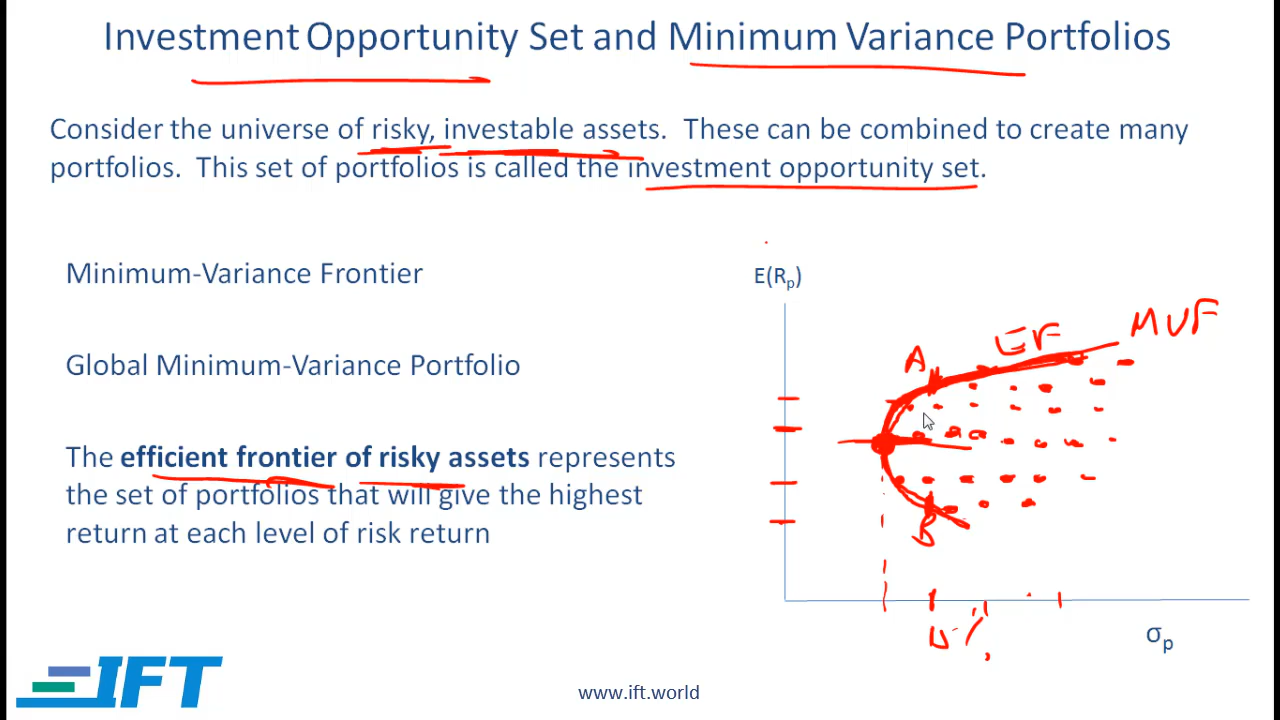 Investment Opportunity Set and Minimum Variance Portfolios
Consider the universe of risky, investable assets. These can be combined to create many
portfolios. This set of portfolios is called the investment opportunity set.
Minimum-Variance Frontier
Global Minimum-Variance Portfolio
The efficient frontier of risky assets represents
the set of portfolios that will give the highest
return at each level of risk return
E(Rp)
MVF
EF
A
B
σp
IFT
www.ift.world